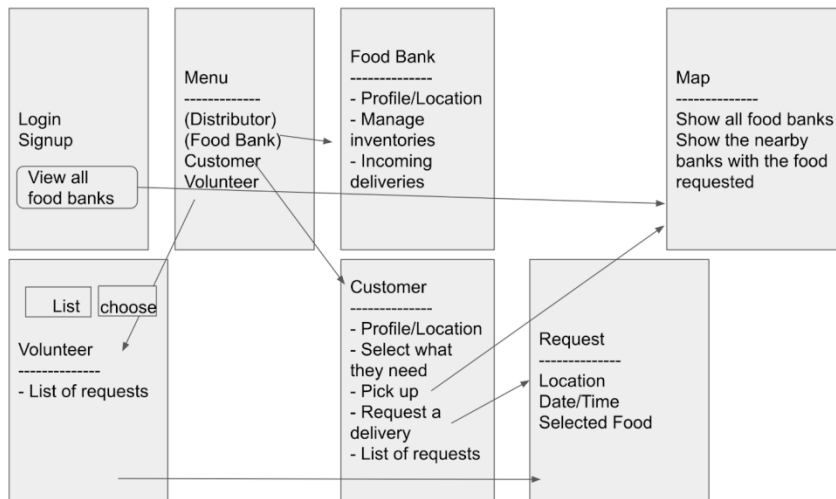 Login
Signup
View all
food banks
Menu
-------------
(Distributor)
(Food Bank)
Customer
Volunteer
Food Bank
--------------
- Profile/Location
- Manage
inventories
- Incoming
deliveries
Map
--------------
Show all food banks
Show the nearby
banks with the food
requested
List
choose
Volunteer
--------------
- List of requests
Customer
--------------
- Profile/Location
- Select what
they need
- Pick up
- Request a
delivery
- List of requests
Request
--------------
Location
Date/Time
Selected Food